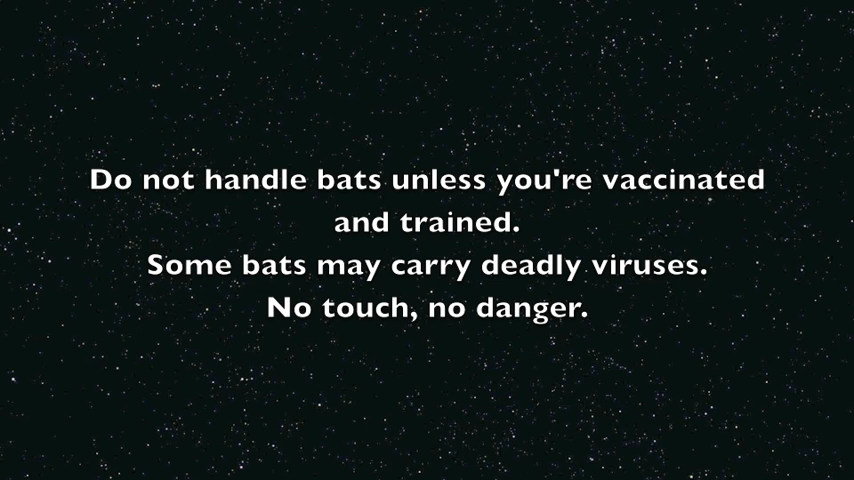 Do not handle bats unless you're vaccinated
and trained.
Some bats may carry deadly viruses.
No touch, no danger.